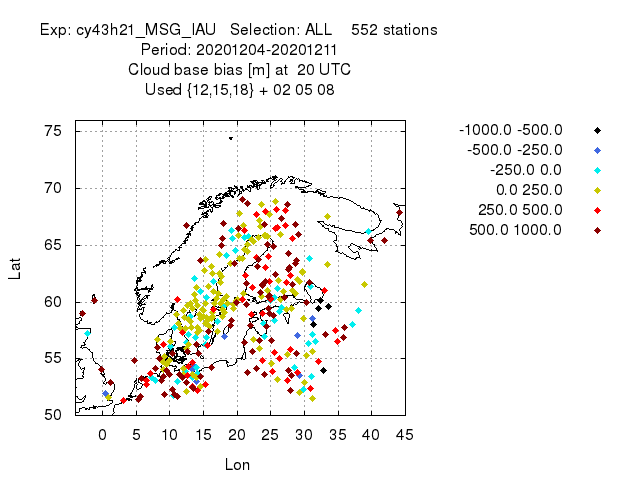 Exp: cy43h21_MSG_IAU   Selection: ALL    552 stations
Period: 20201204-20201211
Cloud base bias [m] at  20 UTC
Used {12,15,18} + 02 05 08
-1000.0 -500.0
-500.0 -250.0
-250.0 0.0
0.0 250.0
250.0 500.0
500.0 1000.0
75
70
65
60
55
50
Lat
0 5 10 15 20 25 30 35 40 45
Lon